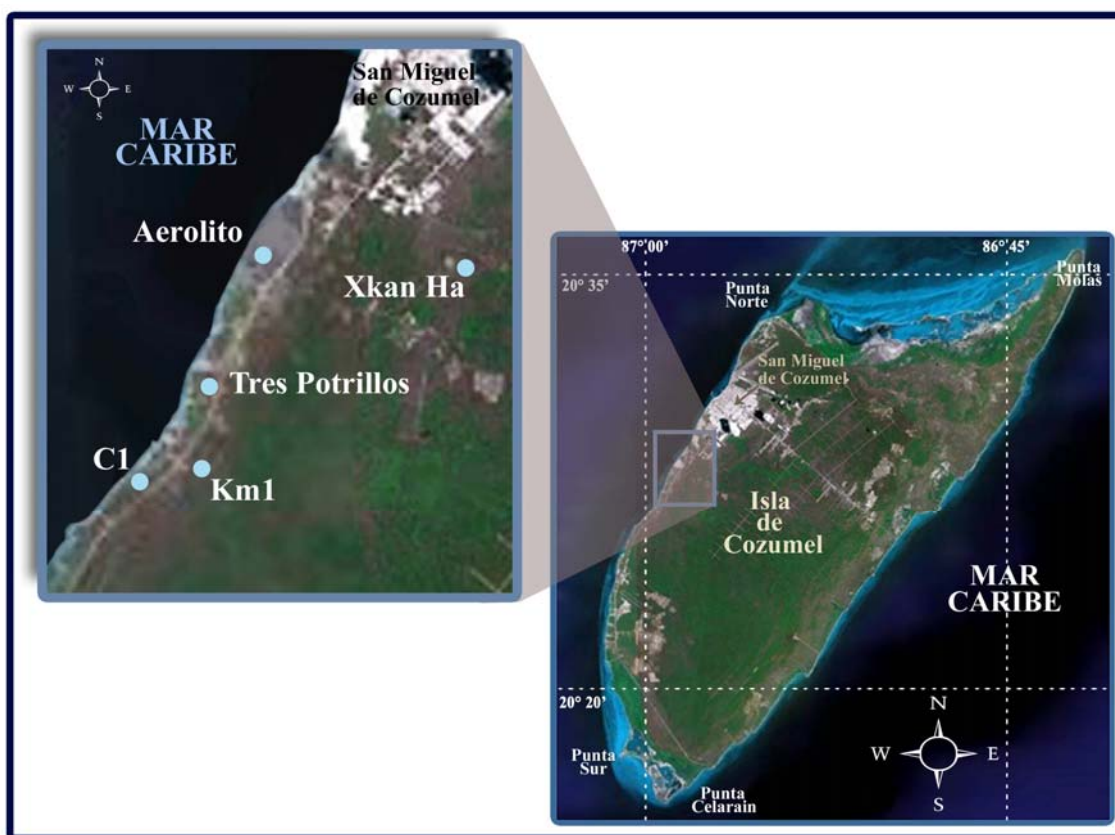 San Miguel
de Cozumel
N
W E
S
MAR
CARIBE
Aerolito
Xkan Ha
Tres Potrillos
C1
Km1
87° 00’
86° 45’
Punta
Molas
20° 35’
Punta
Norte
San Miguel
de Cozumel
Isla
de
Cozumel
MAR
CARIBE
20° 20’
N
W E
S
Punta
Sur
Punta
Celarain